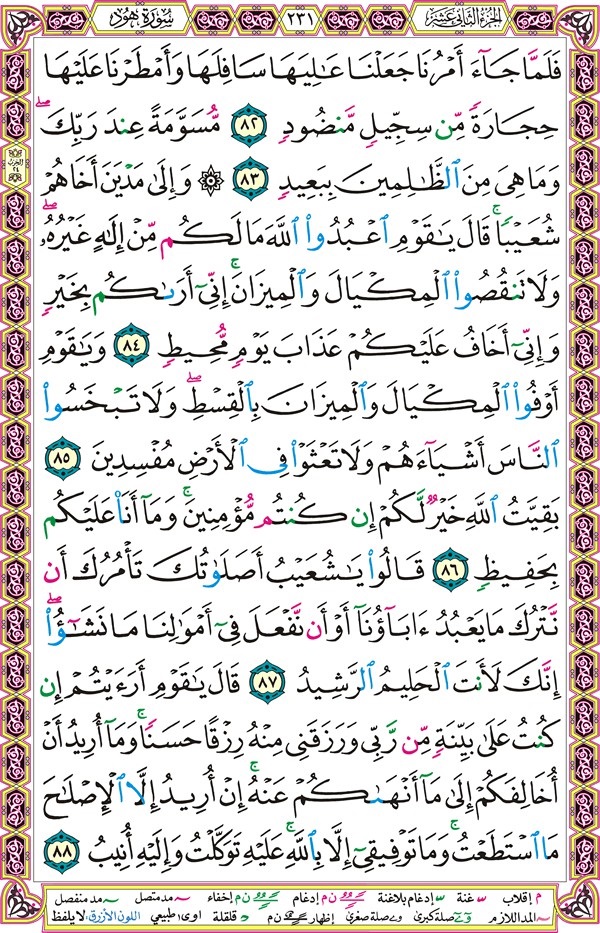 الجزء الثاني عشر
٢٣١
سورة هود
فَلَمَّا جَآءَ أَمْرُنَا جَعَلْنَا عَـٰلِيَهَا سَافِلَهَا وَأَمْطَرْنَا عَلَيْهَا
حِجَارَةً مِّن سِجِّيلٍ مَّنضُودٍ ٨٢ مُّسَوَّمَةً عِندَ رَبِّكَ ۖ
وَمَا هِىَ مِنَ ٱلظَّـٰلِمِينَ بِبَعِيدٍ ٨٣ ۞ وَإِلَىٰ مَدْيَنَ أَخَاهُمْ
شُعَيْبًا ۚ قَالَ يَـٰقَوْمِ ٱعْبُدُوا۟ ٱللَّهَ مَا لَكُم مِّنْ إِلَـٰهٍ غَيْرُهُۥ ۖ
وَلَا تَنقُصُوا۟ ٱلْمِكْيَالَ وَٱلْمِيزَانَ ۚ إِنِّىٓ أَرَىٰكُم بِخَيْرٍ
وَإِنِّىٓ أَخَافُ عَلَيْكُمْ عَذَابَ يَوْمٍ مُّحِيطٍ ٨٤ وَيَـٰقَوْمِ
أَوْفُوا۟ ٱلْمِكْيَالَ وَٱلْمِيزَانَ بِٱلْقِسْطِ ۖ وَلَا تَبْخَسُوا۟
ٱلنَّاسَ أَشْيَآءَهُمْ وَلَا تَعْثَوْا۟ فِى ٱلْأَرْضِ مُفْسِدِينَ ٨٥
بَقِيَّتُ ٱللَّهِ خَيْرٌ لَّكُمْ إِن كُنتُم مُّؤْمِنِينَ ۚ وَمَآ أَنَا۠ عَلَيْكُم
بِحَفِيظٍ ٨٦ قَالُوا۟ يَـٰشُعَيْبُ أَصَلَوٰتُكَ تَأْمُرُكَ أَن
نَّتْرُكَ مَا يَعْبُدُ ءَابَآؤُنَآ أَوْ أَن نَّفْعَلَ فِىٓ أَمْوَٰلِنَا مَا نَشَـٰٓؤُا۟ ۖ
إِنَّكَ لَأَنتَ ٱلْحَلِيمُ ٱلرَّشِيدُ ٨٧ قَالَ يَـٰقَوْمِ أَرَءَيْتُمْ إِن
كُنتُ عَلَىٰ بَيِّنَةٍ مِّن رَّبِّى وَرَزَقَنِى مِنْهُ رِزْقًا حَسَنًا ۚ وَمَآ أُرِيدُ أَنْ
أُخَالِفَكُمْ إِلَىٰ مَآ أَنْهَىٰكُمْ عَنْهُ ۚ إِنْ أُرِيدُ إِلَّا ٱلْإِصْلَـٰحَ
مَا ٱسْتَطَعْتُ ۚ وَمَا تَوْفِيقِىٓ إِلَّا بِٱللَّهِ ۚ عَلَيْهِ تَوَكَّلْتُ وَإِلَيْهِ أُنِيبُ ٨٨
م إقلاب غنة إدغام بلاغنة ن م إدغام ن م إخفاء مد متصل مد منفصل
المد اللازم صلة كبرى صلة صغرى إظهار ن م قلقلة اوى طبيعي اللون الأزرق: لا يلفظ